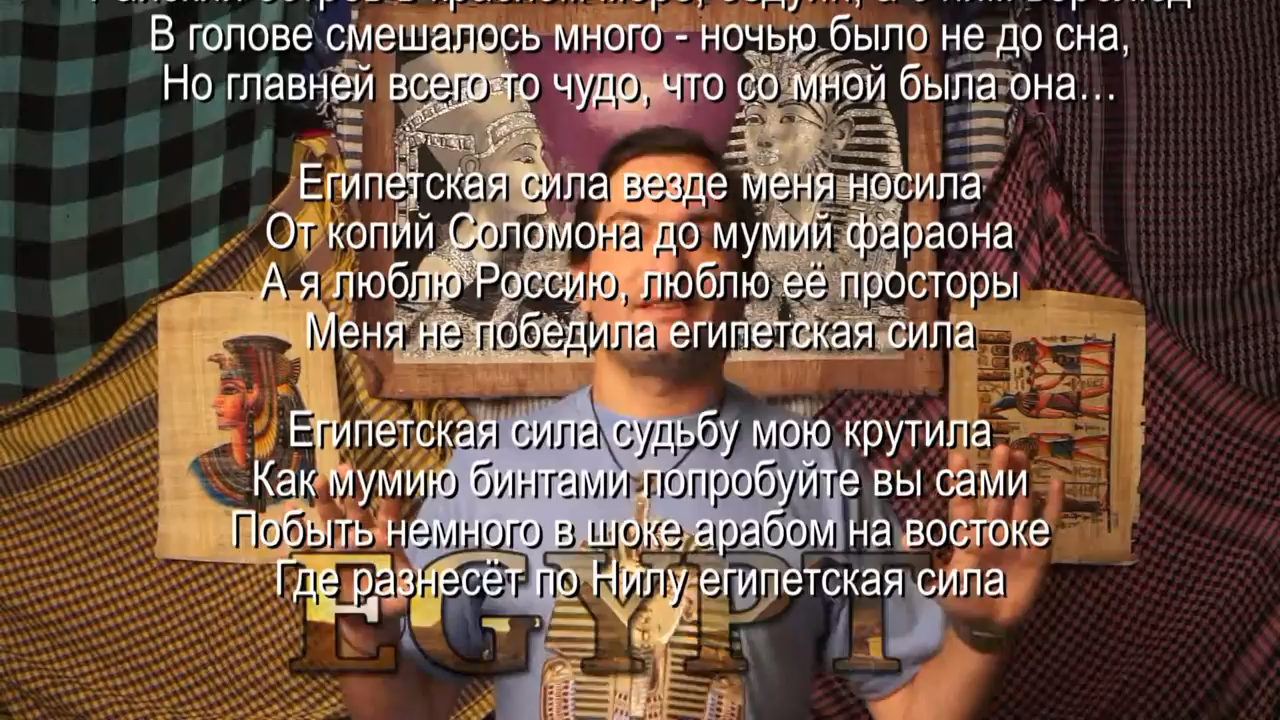 В голове смешалось много - ночью было не до сна,
Но главней всего то чудо, что со мной была она...
Египетская сила везде меня носила
От копий Соломона до мумий фараона
А я люблю Россию, люблю её просторы
Меня не победила египетская сила
Египетская сила судьбу мою крутила
Как мумию бинтами попробуйте вы сами
Побыть немного в шоке арабом на востоке
Где разнесёт по Нилу египетская сила
EGYPT